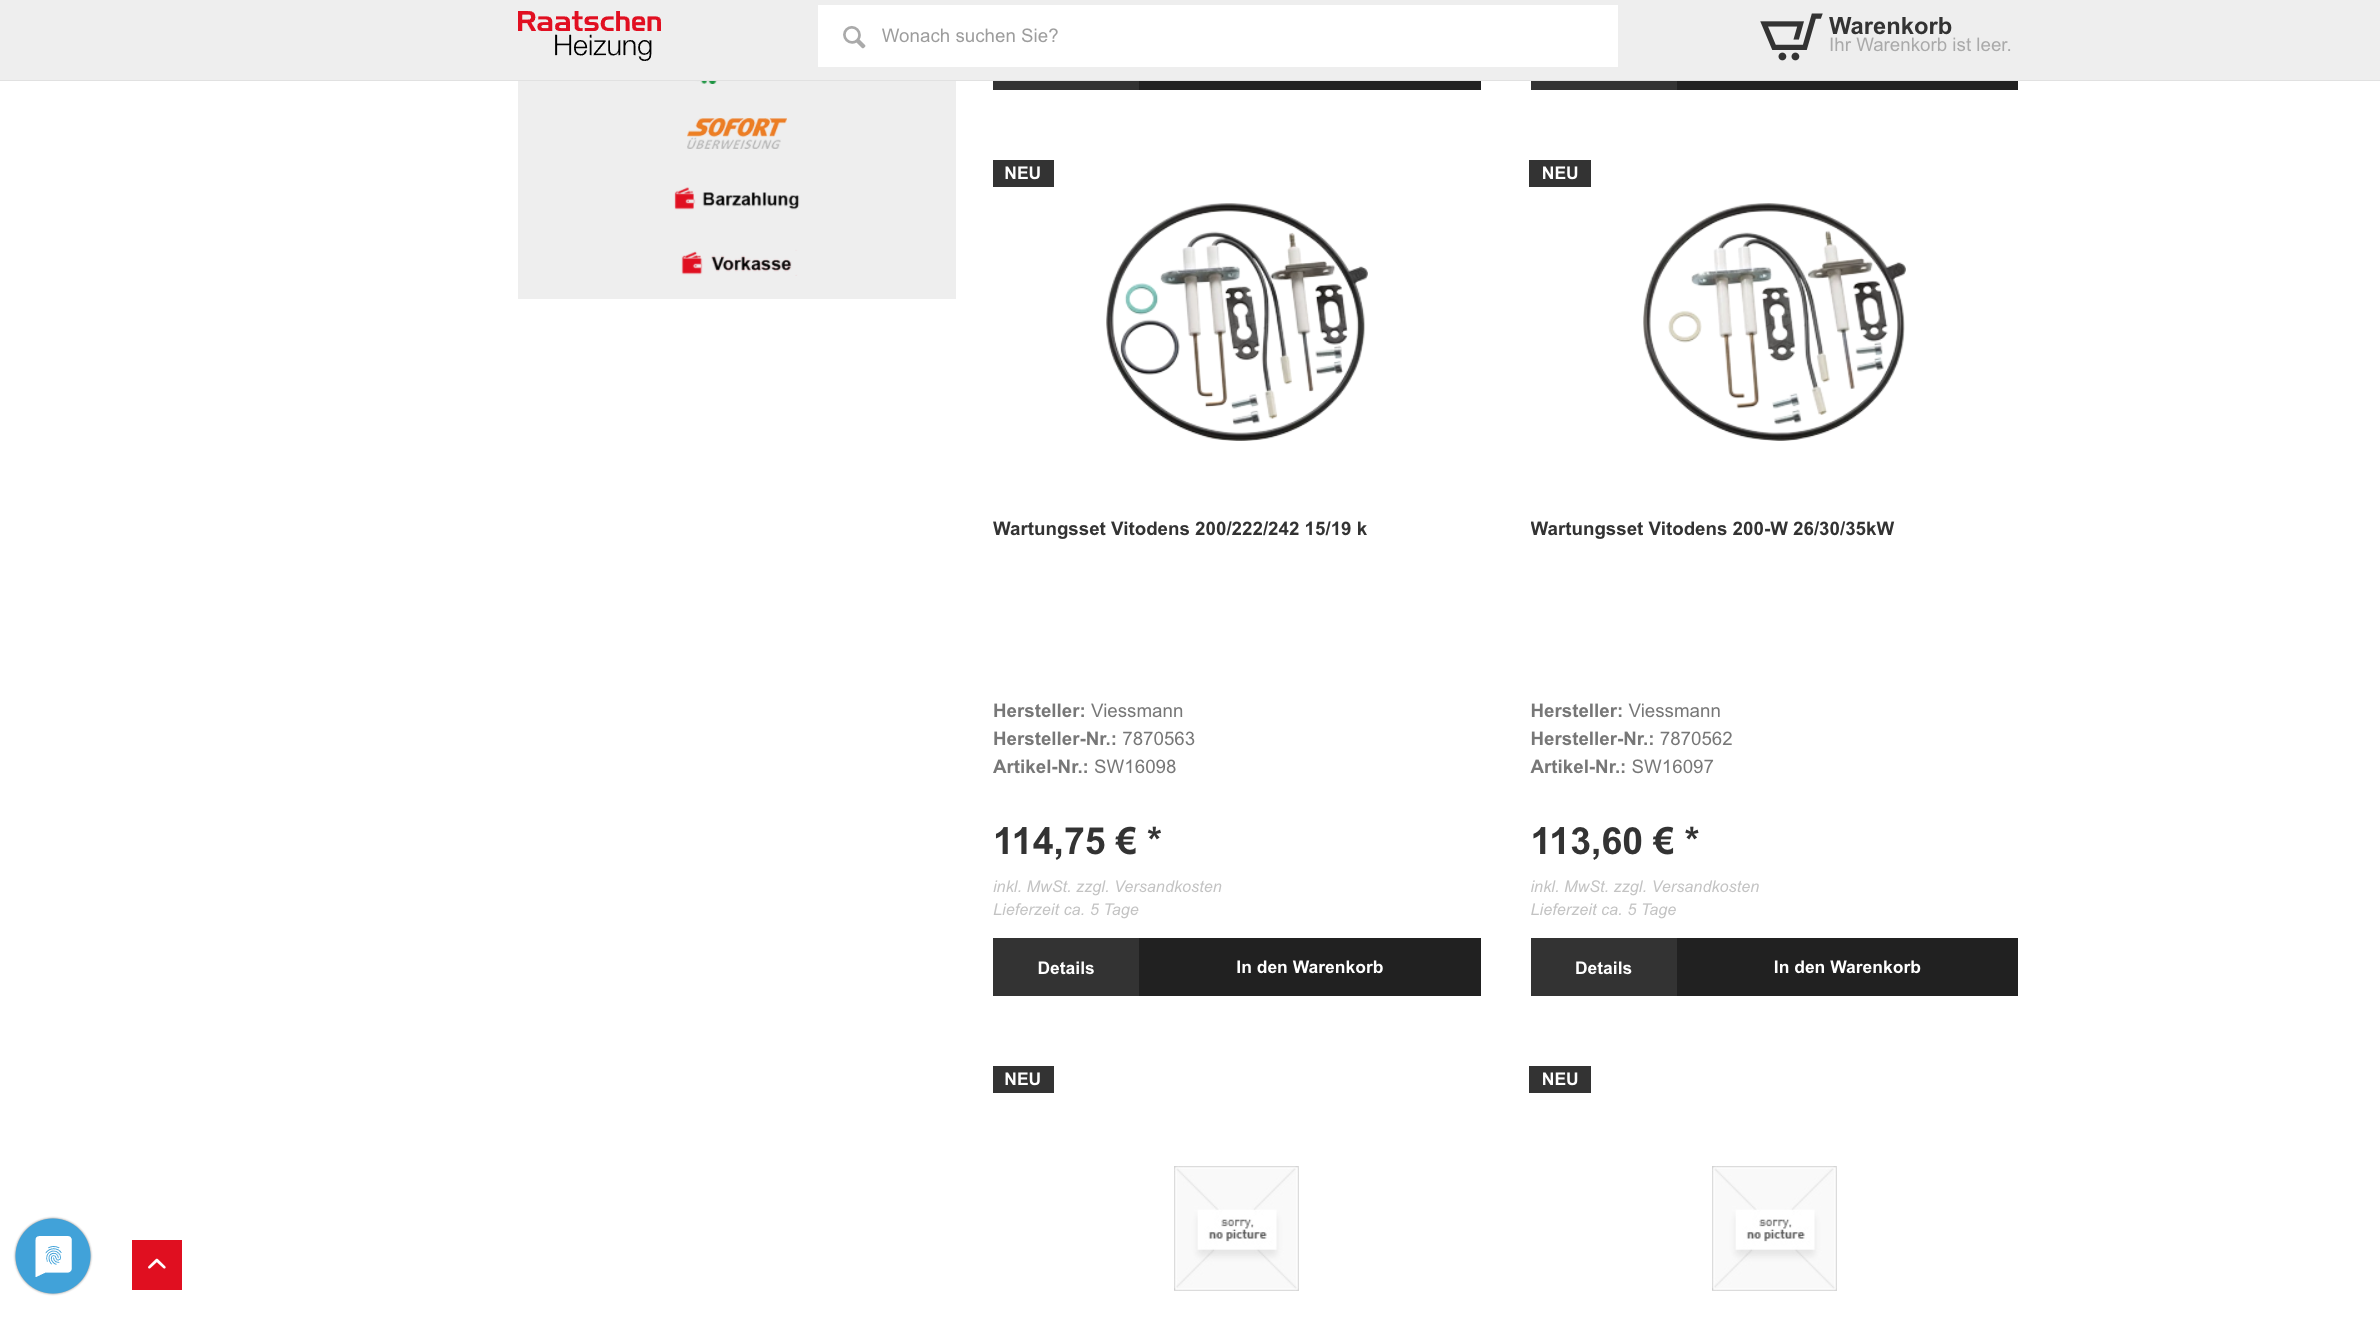 Raatschen
Heizung
Wonach suchen Sie?
Warenkorb
Ihr Warenkorb ist leer.
SOFORT
ÜBERWEISUNG
Barzahlung
Vorkasse
NEU
NEU
Wartungsset Vitodens 200/222/242 15/19 k
Wartungsset Vitodens 200-W 26/30/35kW
Hersteller: Viessmann
Hersteller-Nr.: 7870563
Artikel-Nr.: SW16098
Hersteller: Viessmann
Hersteller-Nr.: 7870562
Artikel-Nr.: SW16097
114,75 € *
inkl. MwSt. zzgl. Versandkosten
Lieferzeit ca. 5 Tage
113,60 € *
inkl. MwSt. zzgl. Versandkosten
Lieferzeit ca. 5 Tage
Details
In den Warenkorb
Details
In den Warenkorb
NEU
NEU
sorry,
no picture
sorry,
no picture